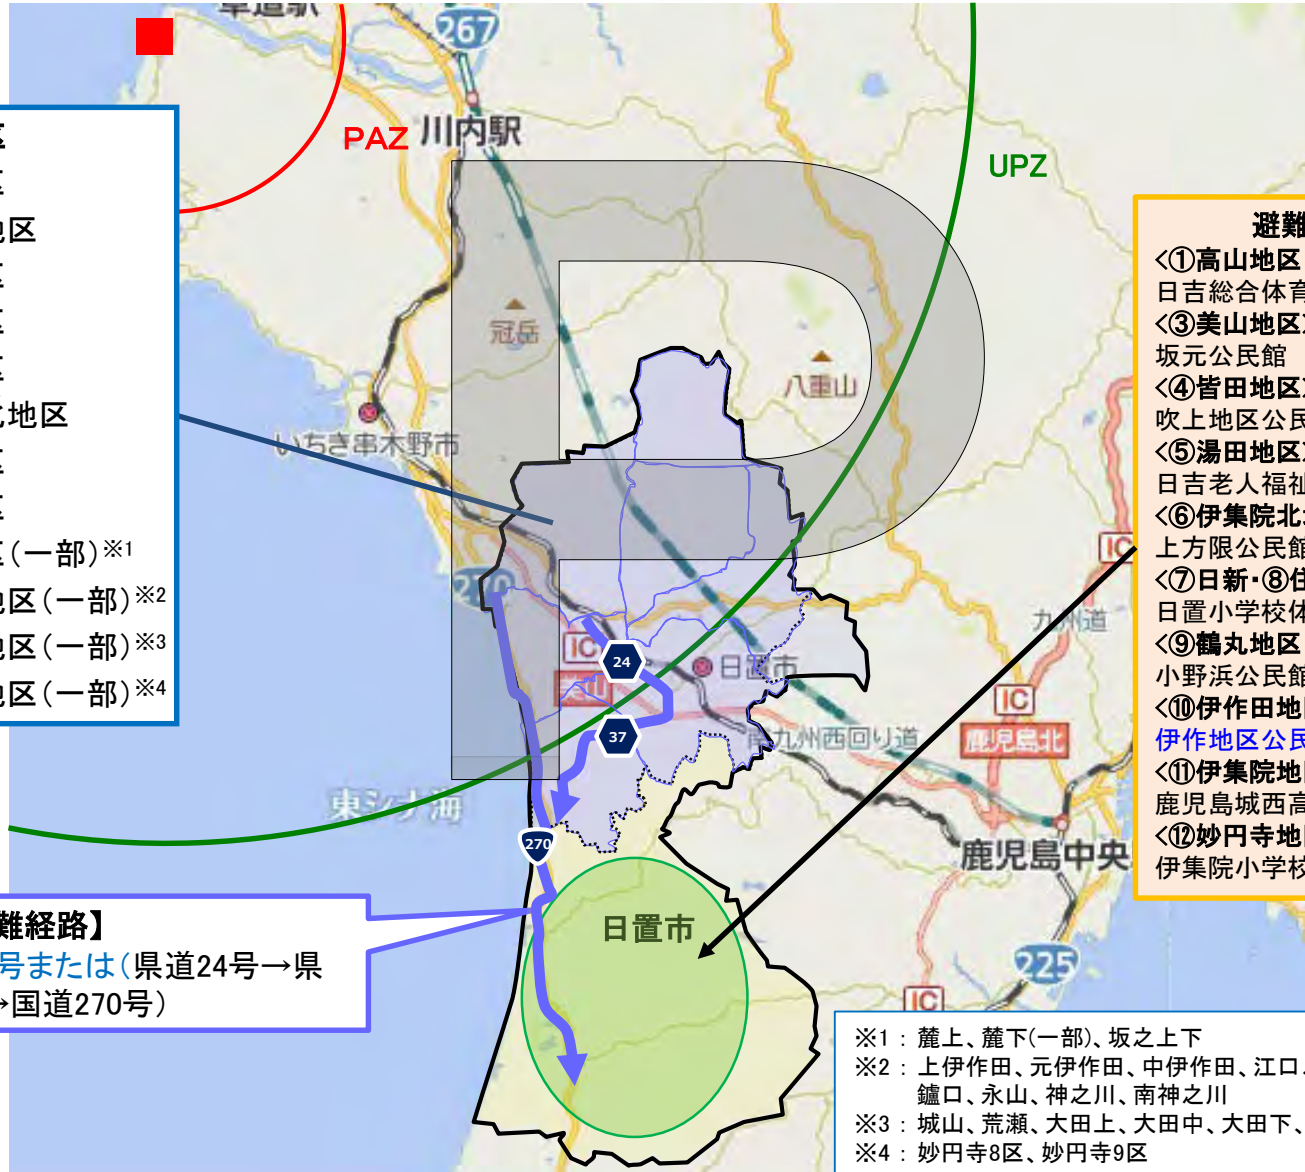 草道駅
267
PAZ
川内駅
UPZ
区
地区
北地区
区(一部)※1
地区(一部)※2
地区(一部)※3
地区(一部)※4
冠岳
八重山
いちき串木野市
270
IC
美山
24
37
日置市
南九州西回り道
九州道
IC
IC
鹿児島北
東シナ海
270
鹿児島中央
日置市
225
IC
難経路】
号または(県道24号→県
→国道270号)
避難
<①高山地区
日吉総合体育
<③美山地区
坂元公民館
<④皆田地区
吹上地区公民
<⑤湯田地区
日吉老人福祉
<⑥伊集院北
上方限公民館
<⑦日新・⑧住
日置小学校体
<⑨鶴丸地区
小野浜公民館
<⑩伊作田地
伊作地区公民
<⑪伊集院地
鹿児島城西高
<⑫妙円寺地
伊集院小学校
※1：麓上、麓下(一部)、坂之上下
※2：上伊作田、元伊作田、中伊作田、江口、
鑪口、永山、神之川、南神之川
※3：城山、荒瀬、大田上、大田中、大田下、
※4：妙円寺8区、妙円寺9区